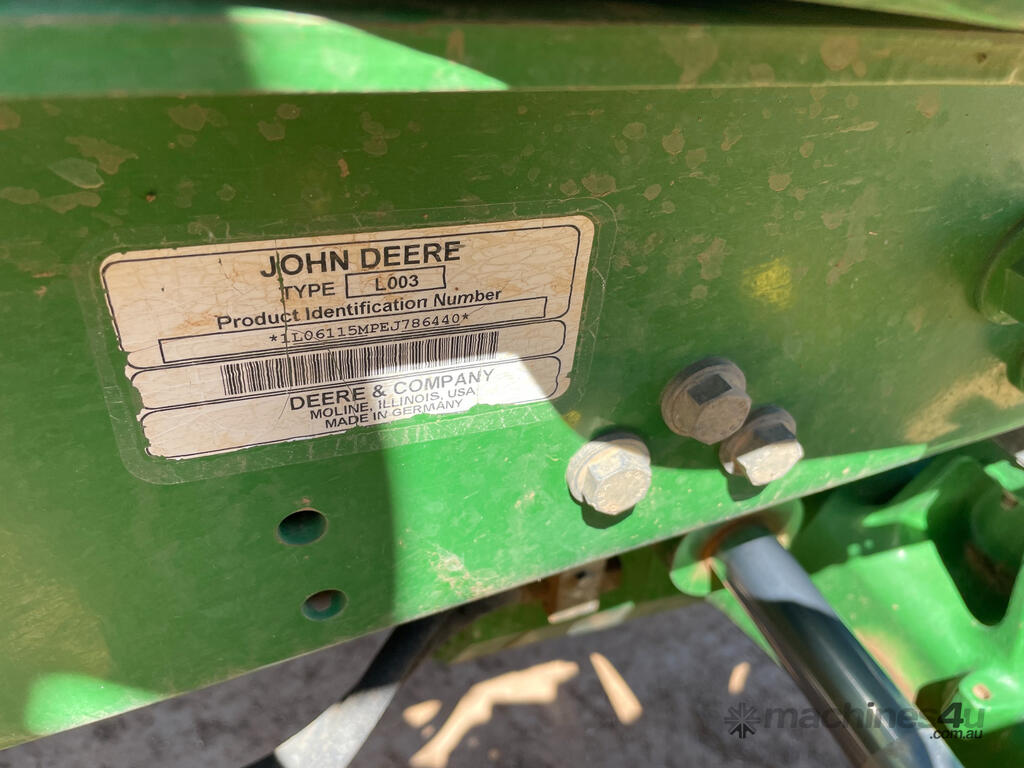 JOHN DEERE
TYPE L003
Product Identification Number
*1L06115MPEJ786440*
DEERE & COMPANY
MOLINE, ILLINOIS, USA
MADE IN GERMANY
machines4u
.com.au